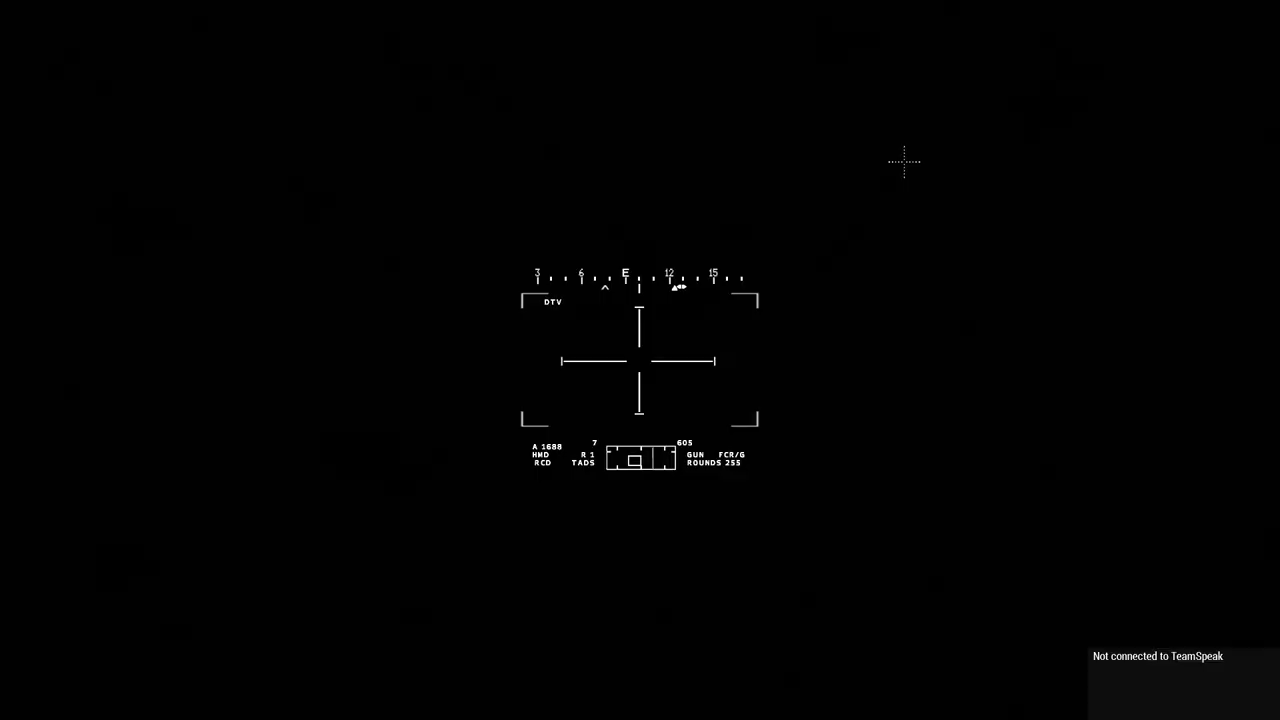 3 6 E 12 15
DTV
7 605
A 1688
HMD R 1 GUN FCR/G
RCD TADS ROUNDS 255
Not connected to TeamSpeak